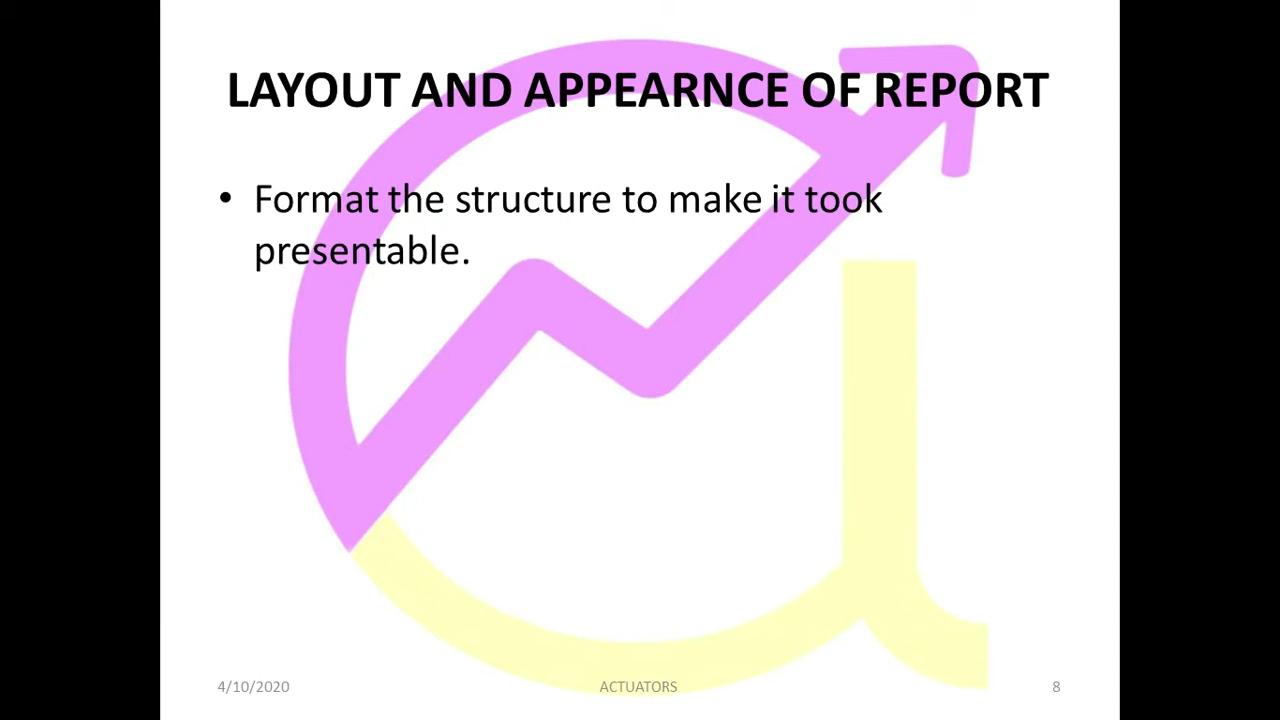 LAYOUT AND APPEARNCE OF REPORT
• Format the structure to make it took
presentable.
4/10/2020 ACTUATORS 8